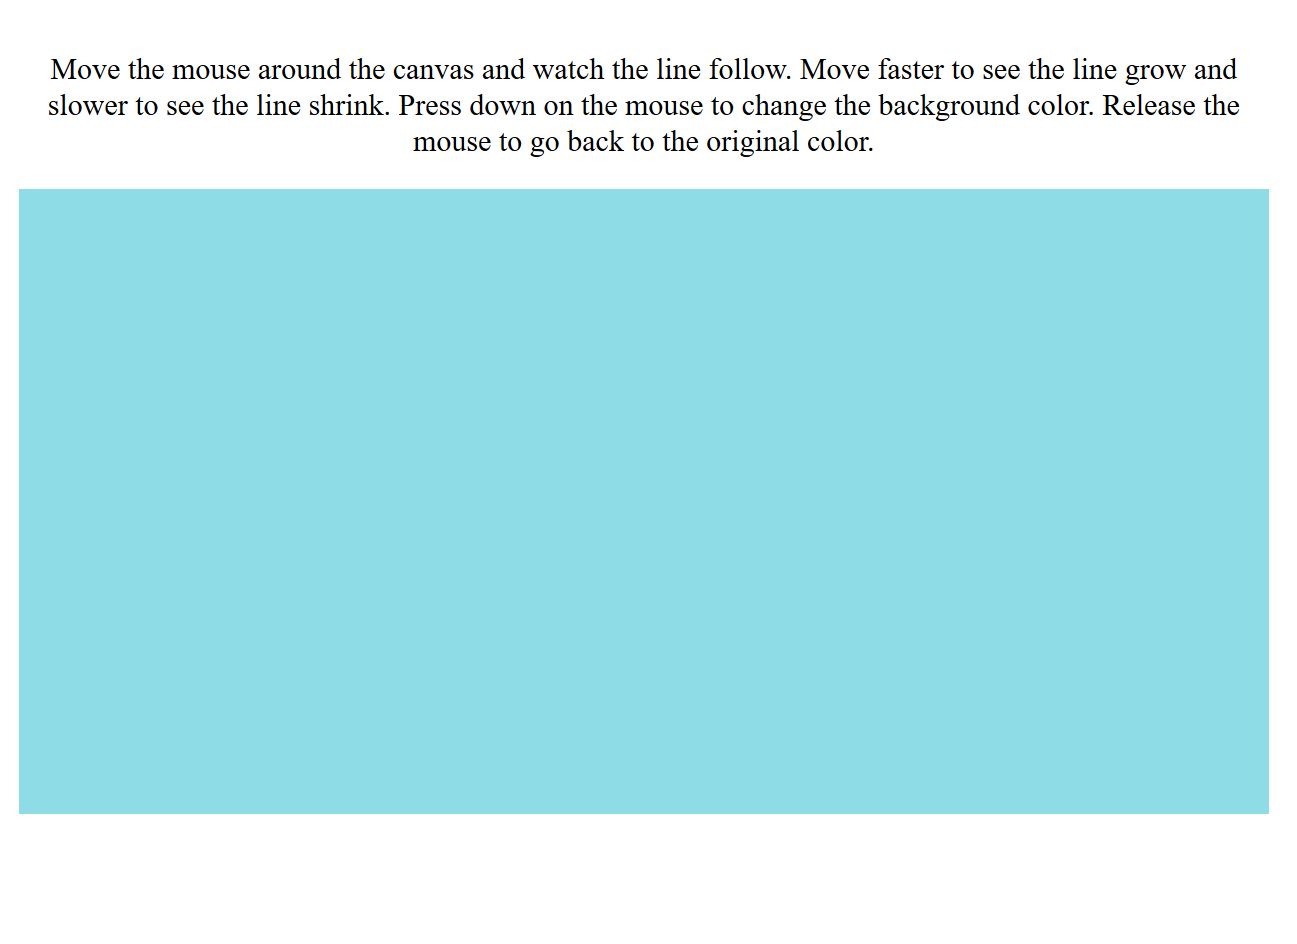 Move the mouse around the canvas and watch the line follow. Move faster to see the line grow and
slower to see the line shrink. Press down on the mouse to change the background color. Release the
mouse to go back to the original color.